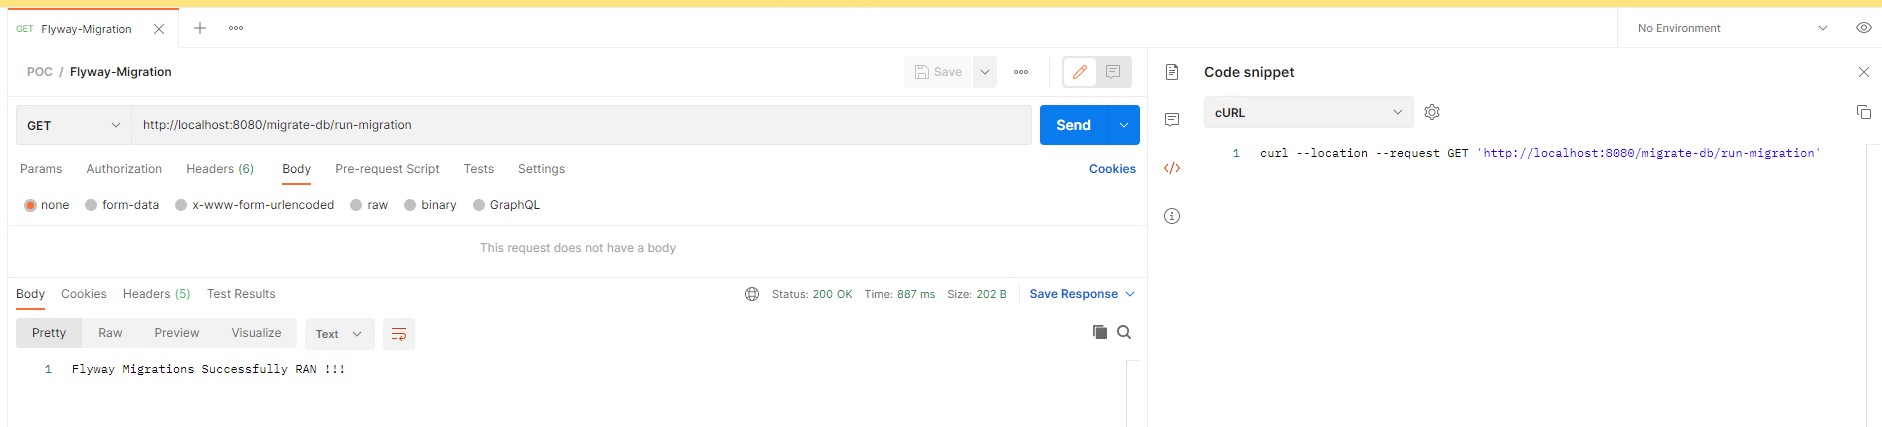 GET Flyway-Migration
No Environment
POC / Flyway-Migration
Save
Code snippet
GET
http://localhost:8080/migrate-db/run-migration
Send
cURL
1 curl --location --request GET 'http://localhost:8080/migrate-db/run-migration'
Params Authorization Headers (6) Body Pre-request Script Tests Settings
Cookies
none form-data x-www-form-urlencoded raw binary GraphQL
This request does not have a body
Body Cookies Headers (5) Test Results
Status: 200 OK Time: 887 ms Size: 202 B Save Response
Pretty Raw Preview Visualize Text
1 Flyway Migrations Successfully RAN !!!